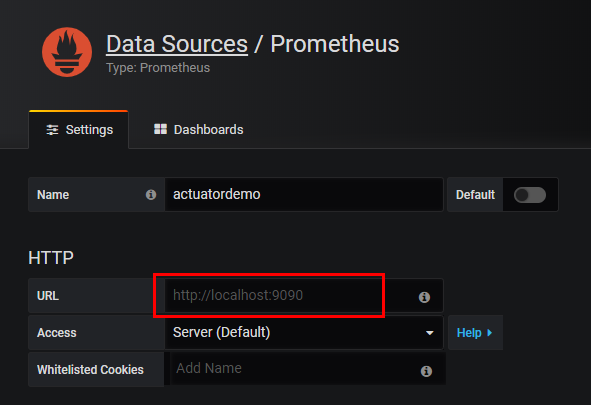 Data Sources / Prometheus
Type: Prometheus
Settings Dashboards
Name actuatordemo Default
HTTP
URL http://localhost:9090
Access Server (Default) Help
Whitelisted Cookies Add Name